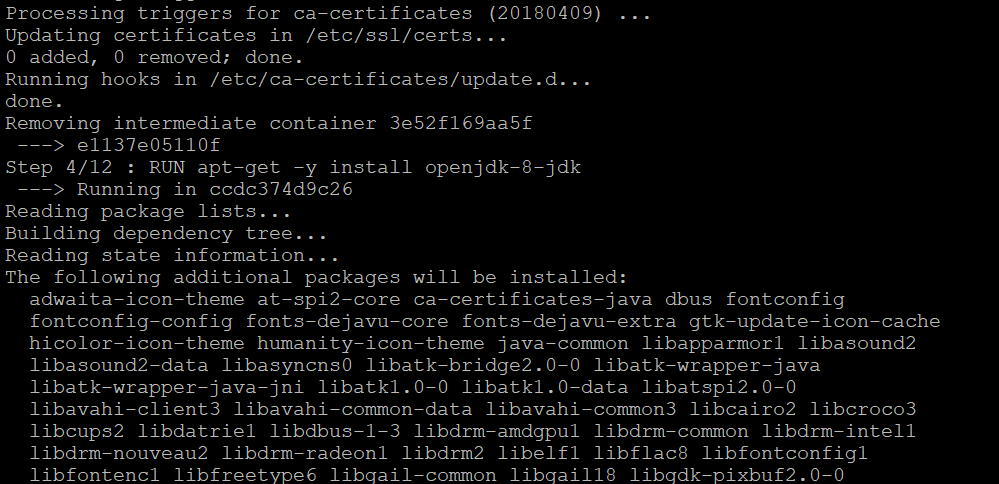 Processing triggers for ca-certificates (20180409) ...
Updating certificates in /etc/ssl/certs...
0 added, 0 removed; done.
Running hooks in /etc/ca-certificates/update.d...
done.
Removing intermediate container 3e52f169aa5f
 ---> e1137e05110f
Step 4/12 : RUN apt-get -y install openjdk-8-jdk
 ---> Running in ccdc374d9c26
Reading package lists...
Building dependency tree...
Reading state information...
The following additional packages will be installed:
  adwaita-icon-theme at-spi2-core ca-certificates-java dbus fontconfig
  fontconfig-config fonts-dejavu-core fonts-dejavu-extra gtk-update-icon-cache
  hicolor-icon-theme humanity-icon-theme java-common libapparmor1 libasound2
  libasound2-data libasyncns0 libatk-bridge2.0-0 libatk-wrapper-java
  libatk-wrapper-java-jni libatk1.0-0 libatk1.0-data libatspi2.0-0
  libavahi-client3 libavahi-common-data libavahi-common3 libcairo2 libcroco3
  libcups2 libdatrie1 libdbus-1-3 libdrm-amdgpu1 libdrm-common libdrm-intel1
  libdrm-nouveau2 libdrm-radeon1 libdrm2 libelf1 libflac8 libfontconfig1
  libfontenc1 libfreetype6 libgail-common libgail18 libgdk-pixbuf2.0-0